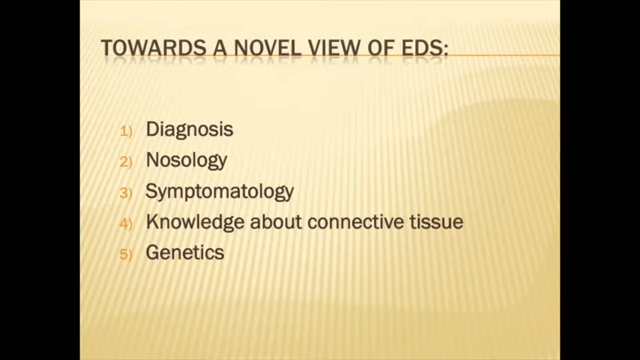 TOWARDS A NOVEL VIEW OF EDS:
1) Diagnosis
2) Nosology
3) Symptomatology
4) Knowledge about connective tissue
5) Genetics